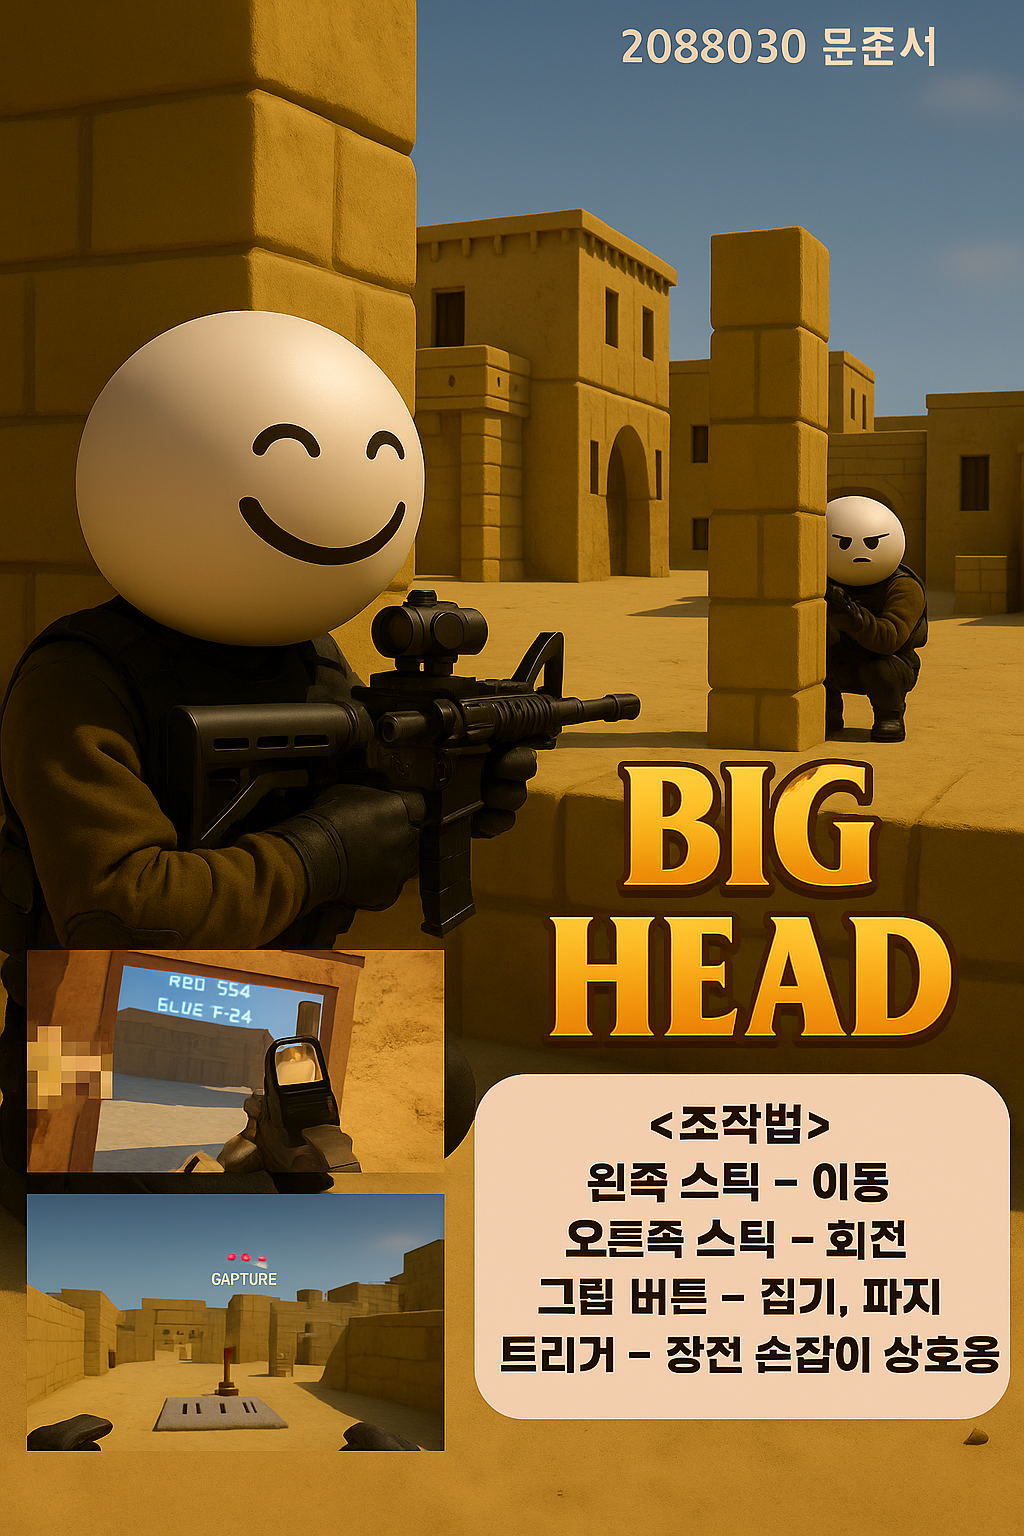 2088030 문준서
BIG
HEAD
RED 554
BLUE F-24
GAPTURE
<조작법>
왼족 스틱 – 이동
오튼족 스틱 – 회전
그립 버튼 – 집기, 파지
트리거 – 장전 손잡이 상호옹